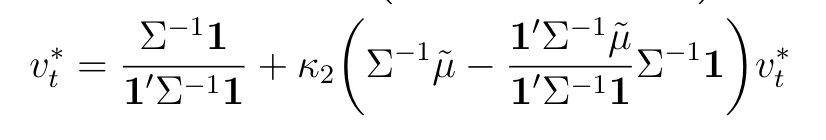 $v_t^* = \frac{\Sigma^{-1}\mathbf{1}}{\mathbf{1}'\Sigma^{-1}\mathbf{1}} + \kappa_2 \left( \Sigma^{-1}\tilde{\mu} - \frac{\mathbf{1}'\Sigma^{-1}\tilde{\mu}}{\mathbf{1}'\Sigma^{-1}\mathbf{1}} \Sigma^{-1}\mathbf{1} \right) v_t^*$